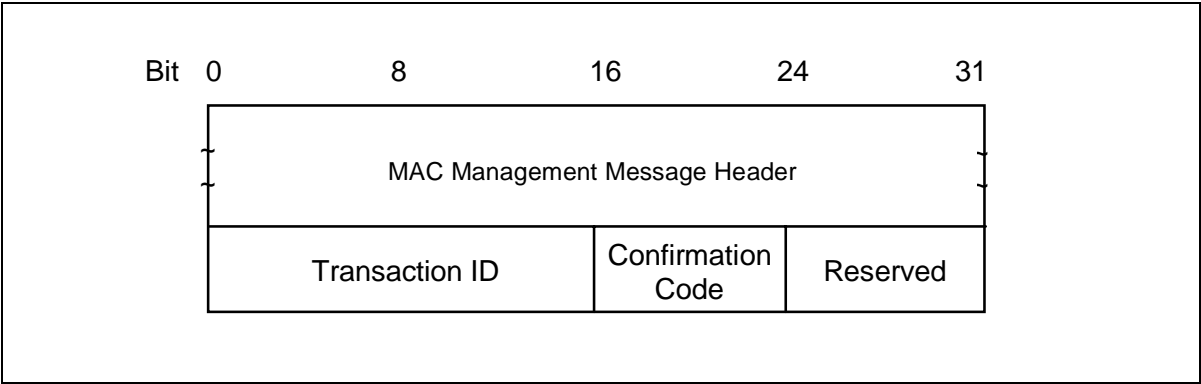 Bit 0 8 16 24 31
MAC Management Message Header
Transaction ID Confirmation Code Reserved